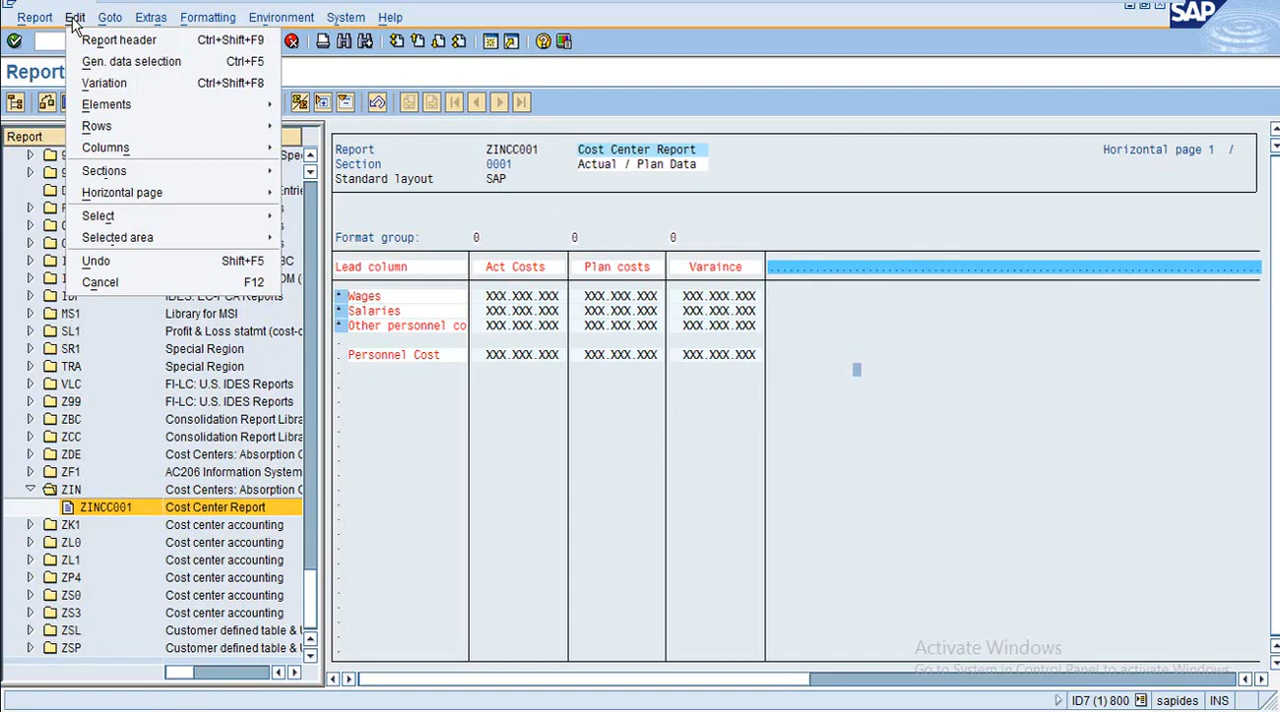 Report Edit Goto Extras Formatting Environment System Help
SAP
Report
Report header Ctrl+Shift+F9
Gen. data selection Ctrl+F5
Variation Ctrl+Shift+F8
Elements
Rows
Columns
Sections
Horizontal page
Select
Selected area
Undo Shift+F5
Cancel F12
Report
MS1 Library for MSI
SL1 Profit & Loss statmt (cost-c
SR1 Special Region
TRA Special Region
VLC FI-LC: U.S. IDES Reports
Z99 FI-LC: U.S. IDES Reports
ZBC Consolidation Report Libra
ZCC Consolidation Report Libra
ZDE Cost Centers: Absorption C
ZF1 AC206 Information System
ZIN Cost Centers: Absorption C
ZINCC001 Cost Center Report
ZK1 Cost center accounting
ZL0 Cost center accounting
ZL1 Cost center accounting
ZP4 Cost center accounting
ZS0 Cost center accounting
ZS3 Cost center accounting
ZSL Customer defined table & U
ZSP Customer defined table & U
Report ZINCC001 Cost Center Report Horizontal page 1 /
Section 0001 Actual / Plan Data
Standard layout SAP
Format group: 0 0 0
Lead column Act Costs Plan costs Varaince
* Wages XXX.XXX.XXX XXX.XXX.XXX XXX.XXX.XXX
* Salaries XXX.XXX.XXX XXX.XXX.XXX XXX.XXX.XXX
* Other personnel co XXX.XXX.XXX XXX.XXX.XXX XXX.XXX.XXX
Personnel Cost XXX.XXX.XXX XXX.XXX.XXX XXX.XXX.XXX
Activate Windows
Go to System in Control Panel to activate Windows.
ID7 (1) 800 sapides INS